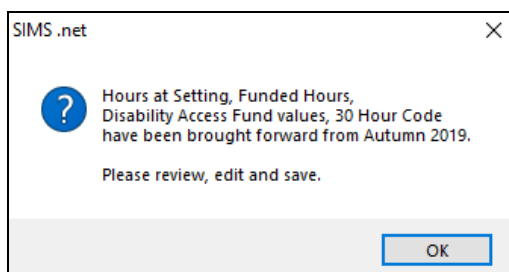 SIMS .net
Hours at Setting, Funded Hours,
Disability Access Fund values, 30 Hour Code
have been brought forward from Autumn 2019.
Please review, edit and save.
OK